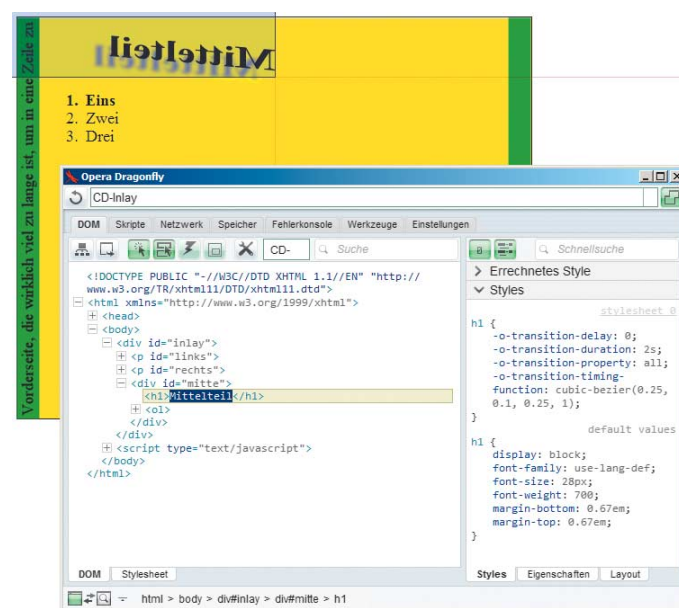 Vorderseite, die wirklich viel zu lange ist, um in eine Zeile zu
Mittelteil
1. Eins
2. Zwei
3. Drei
Opera Dragonfly
CD-Inlay
DOM Skripte Netzwerk Speicher Fehlerkonsole Werkzeuge Einstellungen
CD- Suche
<!DOCTYPE PUBLIC "-//W3C//DTD XHTML 1.1//EN" "http://
www.w3.org/TR/xhtml11/DTD/xhtml11.dtd">
<html xmlns="http://www.w3.org/1999/xhtml">
<head>
<body>
<div id="inlay">
<p id="links">
<p id="rechts">
<div id="mitte">
<h1>Mittelteil</h1>
<ol>
</div>
</div>
<script type="text/javascript">
</body>
</html>
DOM Stylesheet
Schnellsuche
Errechnetes Style
Styles
stylesheet 0
h1 {
-o-transition-delay: 0;
-o-transition-duration: 2s;
-o-transition-property: all;
-o-transition-timing-
function: cubic-bezier(0.25,
0.1, 0.25, 1);
}
default values
h1 {
display: block;
font-family: use-lang-def;
font-size: 28px;
font-weight: 700;
margin-bottom: 0.67em;
margin-top: 0.67em;
}
Styles Eigenschaften Layout
html > body > div#inlay > div#mitte > h1